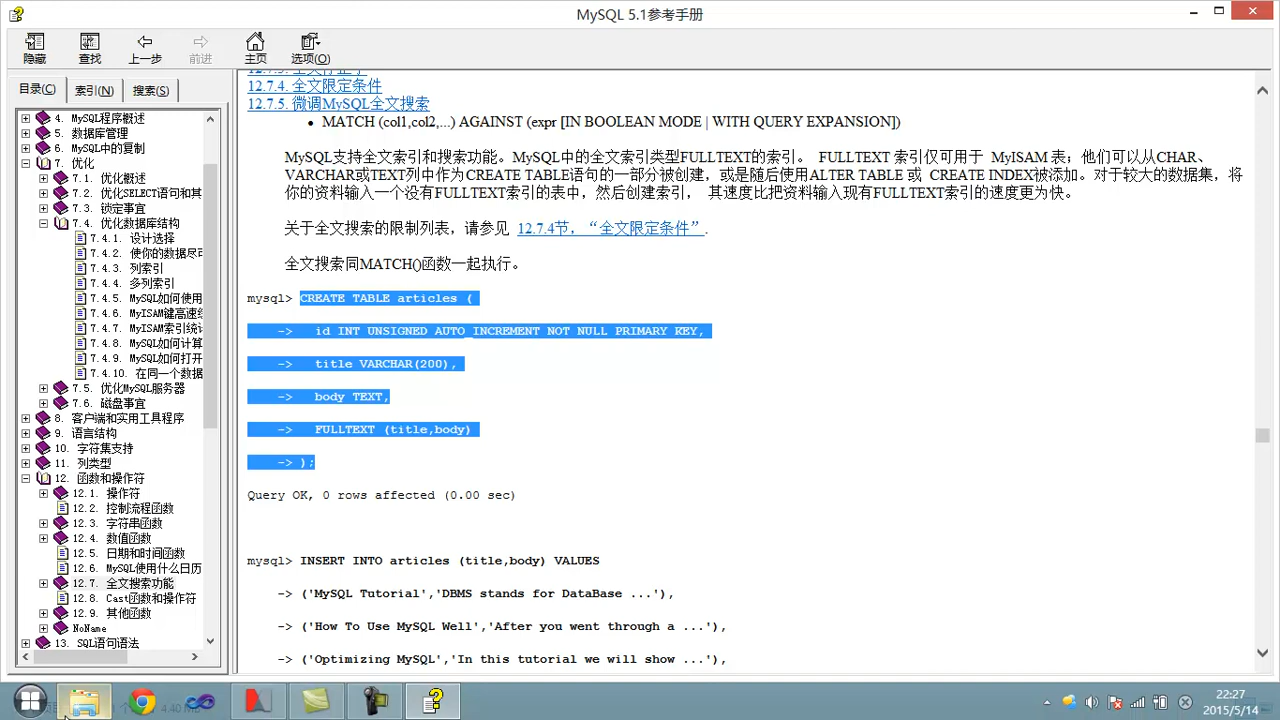 MySQL 5.1参考手册
隐藏
查找
上一步
前进
主页
选项(O)
目录(C)
索引(N)
搜索(S)
4. MySQL程序概述
5. 数据库管理
6. MySQL中的复制
7. 优化
7.1. 优化概述
7.2. 优化SELECT语句和其
7.3. 锁定事宜
7.4. 优化数据库结构
7.4.1. 设计选择
7.4.2. 使你的数据尽可
7.4.3. 列索引
7.4.4. 多列索引
7.4.5. MySQL如何使用
7.4.6. MyISAM键高速缓
7.4.7. MyISAM索引统计
7.4.8. MySQL如何计算
7.4.9. MySQL如何打开
7.4.10. 在同一个数据
7.5. 优化MySQL服务器
7.6. 磁盘事宜
8. 客户端和实用工具程序
9. 语言结构
10. 字符集支持
11. 列类型
12. 函数和操作符
12.1. 操作符
12.2. 控制流程函数
12.3. 字符串函数
12.4. 数值函数
12.5. 日期和时间函数
12.6. MySQL使用什么日历
12.7. 全文搜索功能
12.8. Cast函数和操作符
12.9. 其他函数
NoName
13. SQL语句语法
12.7.4. 全文限定条件
12.7.5. 微调MySQL全文搜索
• MATCH (col1,col2,...) AGAINST (expr [IN BOOLEAN MODE | WITH QUERY EXPANSION])
MySQL支持全文索引和搜索功能。MySQL中的全文索引类型FULLTEXT的索引。 FULLTEXT 索引仅可用于 MyISAM 表；他们可以从CHAR、
VARCHAR或TEXT列中作为CREATE TABLE语句的一部分被创建，或是随后使用ALTER TABLE 或 CREATE INDEX被添加。对于较大的数据集，将
你的资料输入一个没有FULLTEXT索引的表中，然后创建索引， 其速度比把资料输入现有FULLTEXT索引的速度更为快。
关于全文搜索的限制列表，请参见 12.7.4节，“全文限定条件”.
全文搜索同MATCH()函数一起执行。
mysql> CREATE TABLE articles (
-> id INT UNSIGNED AUTO_INCREMENT NOT NULL PRIMARY KEY,
-> title VARCHAR(200),
-> body TEXT,
-> FULLTEXT (title,body)
-> );
Query OK, 0 rows affected (0.00 sec)
mysql> INSERT INTO articles (title,body) VALUES
-> ('MySQL Tutorial','DBMS stands for DataBase ...'),
-> ('How To Use MySQL Well','After you went through a ...'),
-> ('Optimizing MySQL','In this tutorial we will show ...'),
22:27
2015/5/14